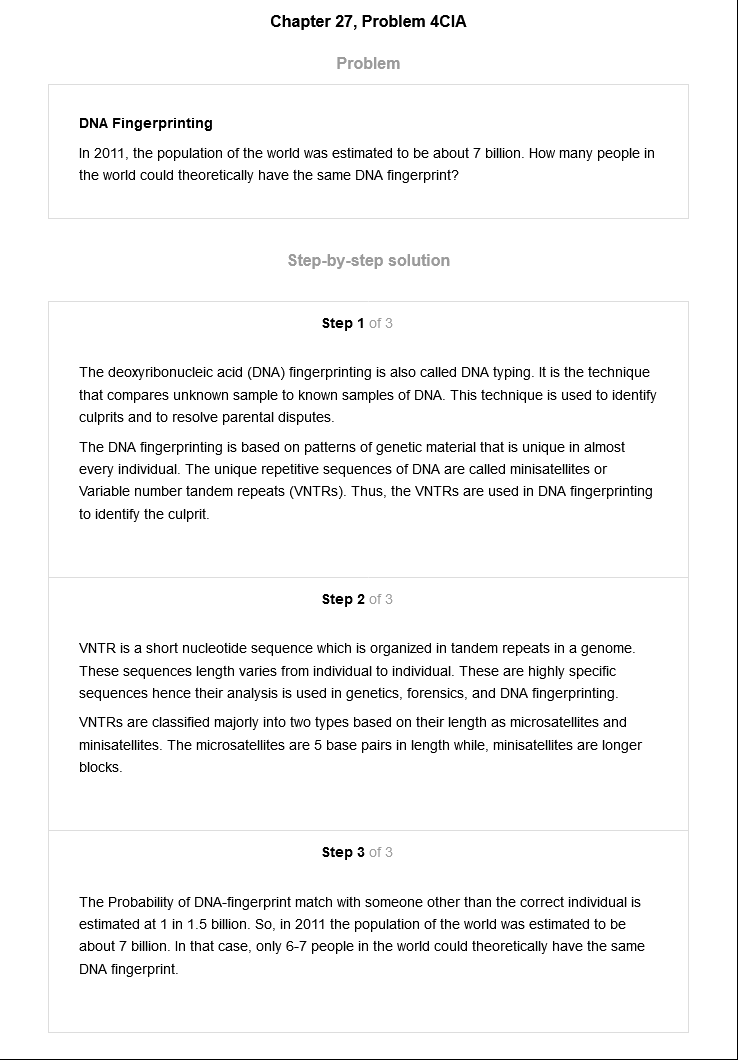 Chapter 27, Problem 4CIA
Problem
DNA Fingerprinting
In 2011, the population of the world was estimated to be about 7 billion. How many people in
the world could theoretically have the same DNA fingerprint?
Step-by-step solution
Step 1 of 3
The deoxyribonucleic acid (DNA) fingerprinting is also called DNA typing. It is the technique
that compares unknown sample to known samples of DNA. This technique is used to identify
culprits and to resolve parental disputes.
The DNA fingerprinting is based on patterns of genetic material that is unique in almost
every individual. The unique repetitive sequences of DNA are called minisatellites or
Variable number tandem repeats (VNTRs). Thus, the VNTRs are used in DNA fingerprinting
to identify the culprit.
Step 2 of 3
VNTR is a short nucleotide sequence which is organized in tandem repeats in a genome.
These sequences length varies from individual to individual. These are highly specific
sequences hence their analysis is used in genetics, forensics, and DNA fingerprinting.
VNTRs are classified majorly into two types based on their length as microsatellites and
minisatellites. The microsatellites are 5 base pairs in length while, minisatellites are longer
blocks.
Step 3 of 3
The Probability of DNA-fingerprint match with someone other than the correct individual is
estimated at 1 in 1.5 billion. So, in 2011 the population of the world was estimated to be
about 7 billion. In that case, only 6-7 people in the world could theoretically have the same
DNA fingerprint.